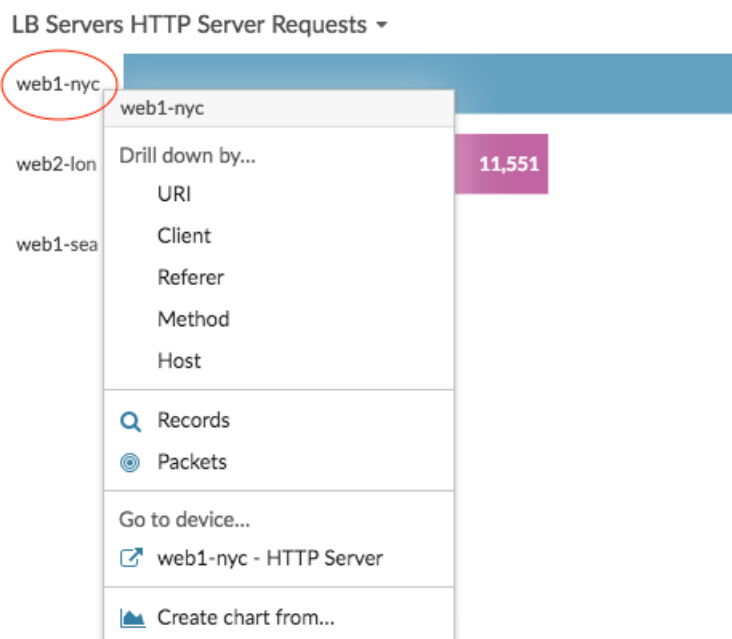 LB Servers HTTP Server Requests
web1-nyc
web1-nyc
Drill down by...
web2-lon
11,551
URI
Client
web1-sea
Referer
Method
Host
Records
Packets
Go to device...
web1-nyc - HTTP Server
Create chart from...